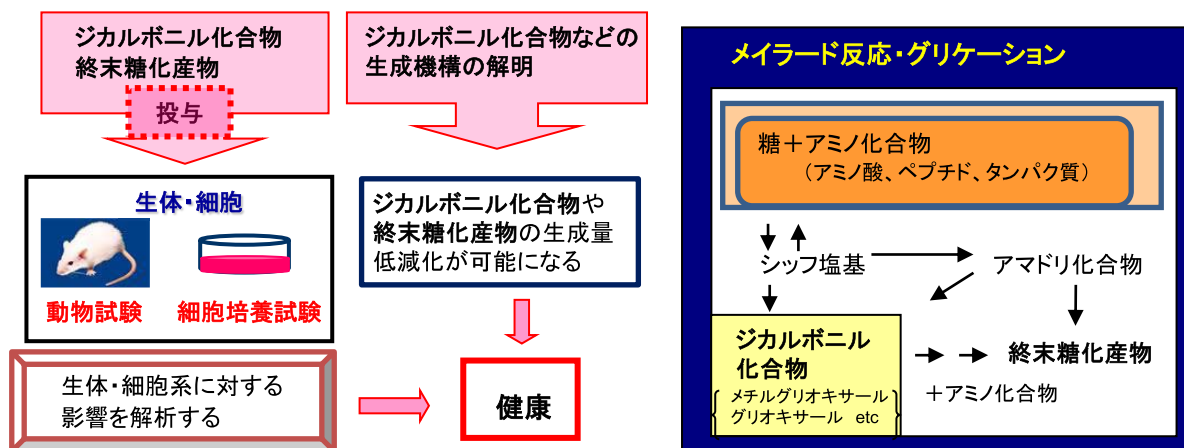 ジカルボニル化合物
終末糖化産物
投与
生体・細胞
動物試験
細胞培養試験
生体・細胞系に対する
影響を解析する
ジカルボニル化合物などの
生成機構の解明
ジカルボニル化合物や
終末糖化産物の生成量
低減化が可能になる
健康
メイラード反応・グリケーション
糖＋アミノ化合物
（アミノ酸、ペプチド、タンパク質）
シッフ塩基
アマドリ化合物
ジカルボニル
化合物
メチルグリオキサール
グリオキサール etc
終末糖化産物
＋アミノ化合物